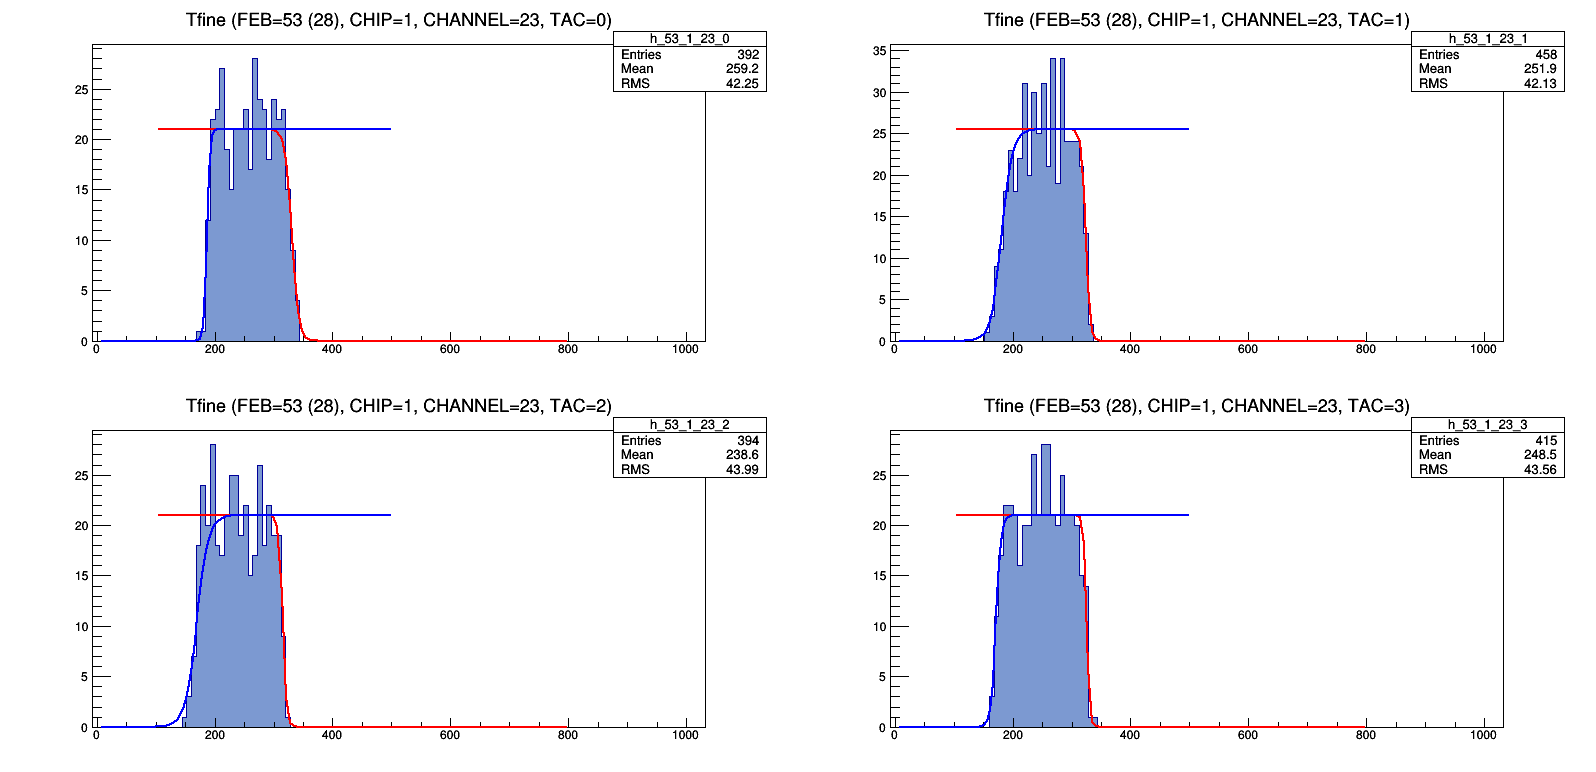 Tfine (FEB=53 (28), CHIP=1, CHANNEL=23, TAC=0)
h_53_1_23_0
Entries 392
Mean 259.2
RMS 42.25
25
20
15
10
5
0
0 200 400 600 800 1000
Tfine (FEB=53 (28), CHIP=1, CHANNEL=23, TAC=1)
h_53_1_23_1
Entries 458
Mean 251.9
RMS 42.13
35
30
25
20
15
10
5
0
0 200 400 600 800 1000
Tfine (FEB=53 (28), CHIP=1, CHANNEL=23, TAC=2)
h_53_1_23_2
Entries 394
Mean 238.6
RMS 43.99
25
20
15
10
5
0
0 200 400 600 800 1000
Tfine (FEB=53 (28), CHIP=1, CHANNEL=23, TAC=3)
h_53_1_23_3
Entries 415
Mean 248.5
RMS 43.56
25
20
15
10
5
0
0 200 400 600 800 1000